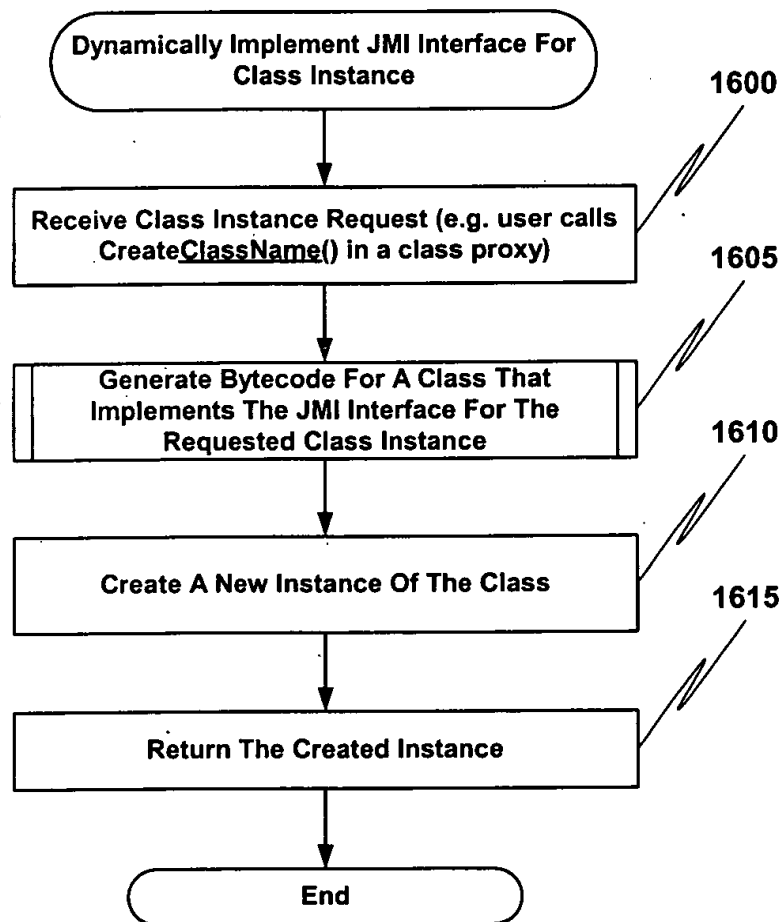 Dynamically Implement JMI Interface For
Class Instance
1600
Receive Class Instance Request (e.g. user calls
CreateClassName() in a class proxy)
1605
Generate Bytecode For A Class That
Implements The JMI Interface For The
Requested Class Instance
1610
Create A New Instance Of The Class
1615
Return The Created Instance
End